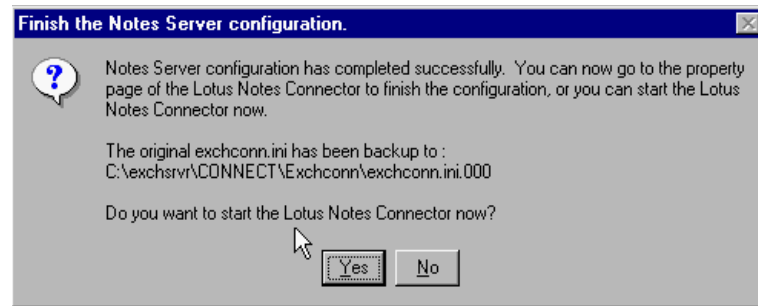 Finish the Notes Server configuration.
Notes Server configuration has completed successfully.  You can now go to the property
page of the Lotus Notes Connector to finish the configuration, or you can start the Lotus
Notes Connector now.
The original exchconn.ini has been backup to :
C:\exchsrvr\CONNECT\Exchconn\exchconn.ini.000
Do you want to start the Lotus Notes Connector now?
Yes
No